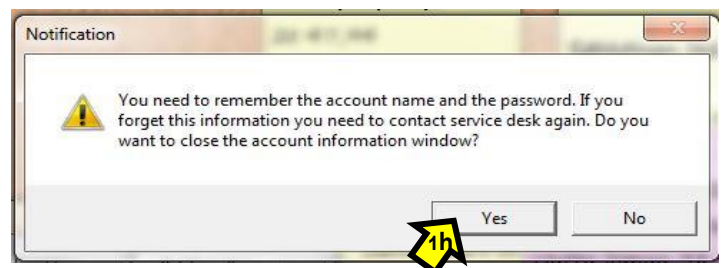 Notification
You need to remember the account name and the password. If you
forget this information you need to contact service desk again. Do you
want to close the account information window?
Yes
No
1h